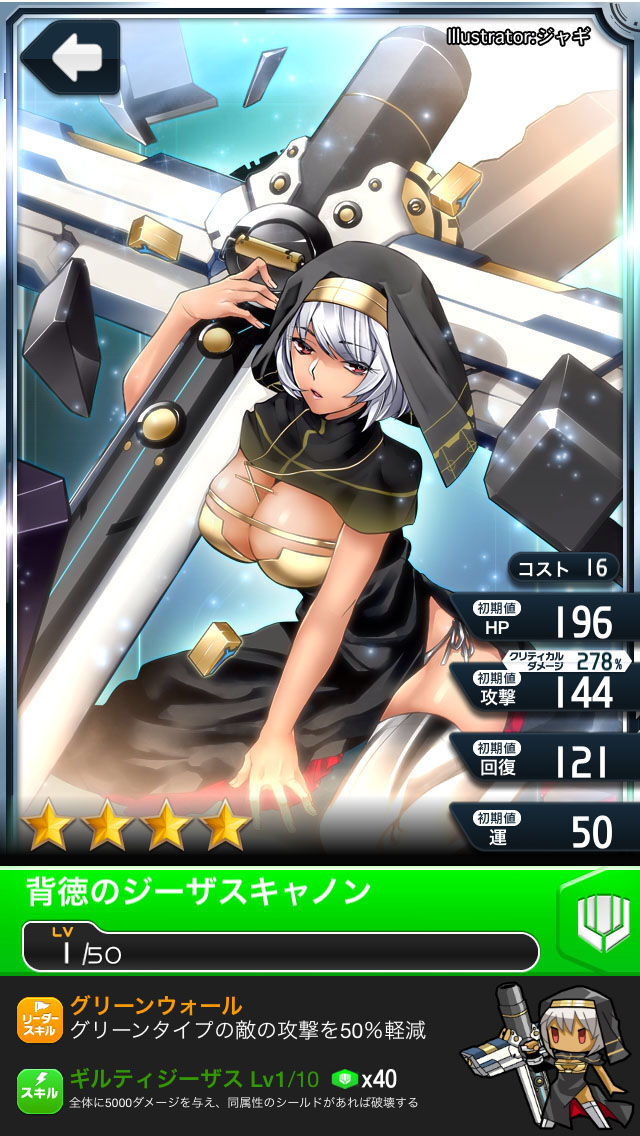 Illustrator:ジャギ
コスト 16
初期値
HP 196
クリティカル
ダメージ 278%
初期値
攻撃 144
初期値
回復 121
初期値
運 50
背徳のジーザスキャノン
LV
1/50
リーダー
スキル
グリーンウォール
グリーンタイプの敵の攻撃を50%軽減
スキル
ギルティジーザス Lv1/10 x40
全体に5000ダメージを与え、同属性のシールドがあれば破壊する